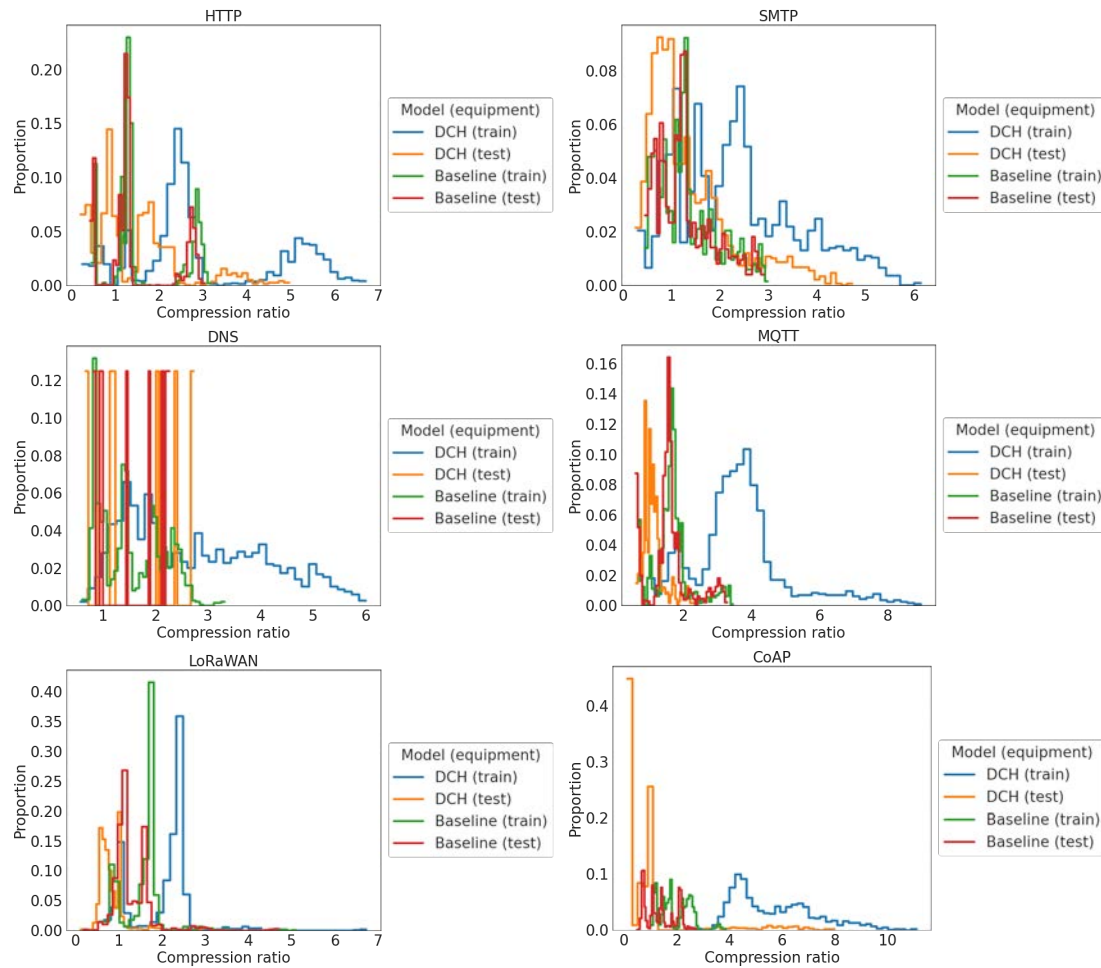 HTTP
Proportion
0.20
0.15
0.10
0.05
0.00
0 1 2 3 4 5 6 7
Compression ratio
Model (equipment)
DCH (train)
DCH (test)
Baseline (train)
Baseline (test)
SMTP
Proportion
0.08
0.06
0.04
0.02
0.00
0 1 2 3 4 5 6
Compression ratio
Model (equipment)
DCH (train)
DCH (test)
Baseline (train)
Baseline (test)
DNS
Proportion
0.12
0.10
0.08
0.06
0.04
0.02
0.00
1 2 3 4 5 6
Compression ratio
Model (equipment)
DCH (train)
DCH (test)
Baseline (train)
Baseline (test)
MQTT
Proportion
0.16
0.14
0.12
0.10
0.08
0.06
0.04
0.02
0.00
2 4 6 8
Compression ratio
Model (equipment)
DCH (train)
DCH (test)
Baseline (train)
Baseline (test)
LoRaWAN
Proportion
0.40
0.35
0.30
0.25
0.20
0.15
0.10
0.05
0.00
0 1 2 3 4 5 6 7
Compression ratio
Model (equipment)
DCH (train)
DCH (test)
Baseline (train)
Baseline (test)
CoAP
Proportion
0.4
0.3
0.2
0.1
0.0
0 2 4 6 8 10
Compression ratio
Model (equipment)
DCH (train)
DCH (test)
Baseline (train)
Baseline (test)